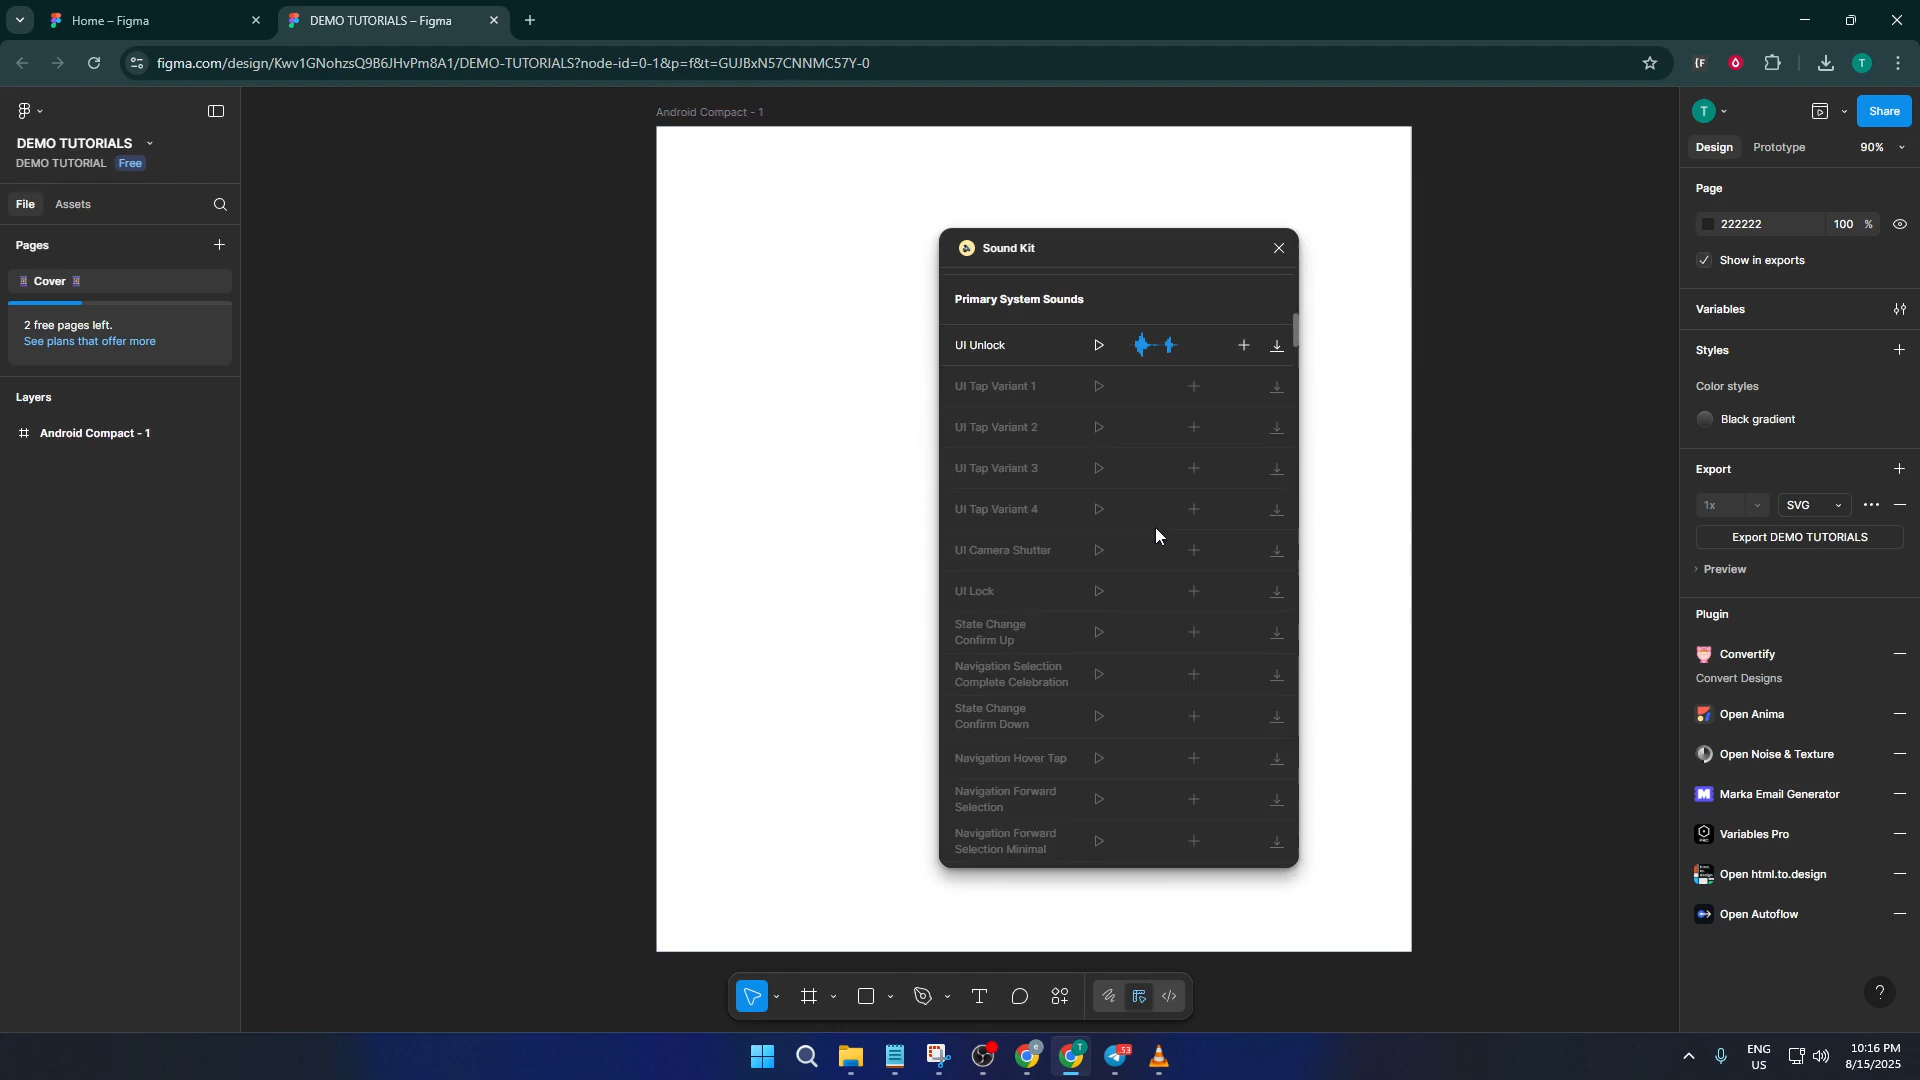 Home – Figma
DEMO TUTORIALS – Figma
figma.com/design/Kwv1GNohzsQ9B6JHvPm8A1/DEMO-TUTORIALS?node-id=0-1&p=f&t=GUJBxN57CNNMC57Y-0
T
DEMO TUTORIALS
DEMO TUTORIAL Free
File Assets
Pages
Cover
2 free pages left.
See plans that offer more
Layers
Android Compact - 1
Android Compact - 1
Sound Kit
Primary System Sounds
UI Unlock
UI Tap Variant 1
UI Tap Variant 2
UI Tap Variant 3
UI Tap Variant 4
UI Camera Shutter
UI Lock
State Change
Confirm Up
Navigation Selection
Complete Celebration
State Change
Confirm Down
Navigation Hover Tap
Navigation Forward
Selection
Navigation Forward
Selection Minimal
T
Share
Design Prototype 90%
Page
222222 100 %
Show in exports
Variables
Styles
Color styles
Black gradient
Export
1x SVG
Export DEMO TUTORIALS
Preview
Plugin
Convertify
Convert Designs
Open Anima
Open Noise & Texture
Marka Email Generator
Variables Pro
Open html.to.design
Open Autoflow
?
e
T
53
ENG
US
10:16 PM
8/15/2025